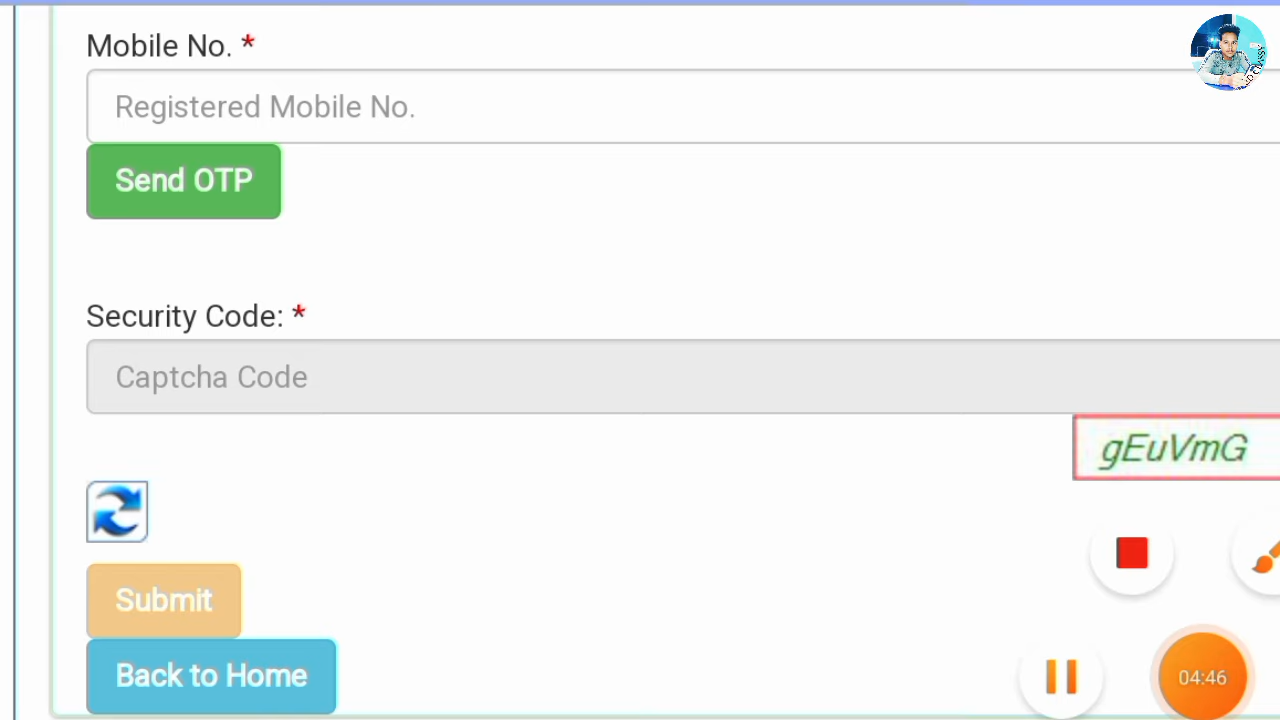 Mobile No. *
Registered Mobile No.
Send OTP
Security Code: *
Captcha Code
gEuVmG
Submit
Back to Home
04:46